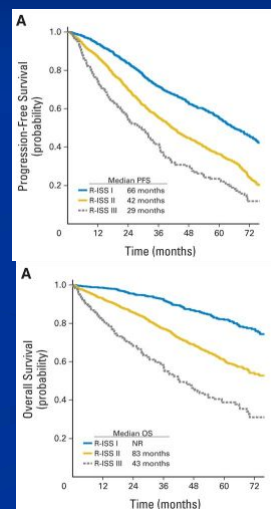 A
Progression-Free Survival
(probability)
1.0
0.8
0.6
0.4
0.2
Median PFS
R-ISS I 66 months
R-ISS II 42 months
R-ISS III 29 months
0 12 24 36 48 60 72
Time (months)
A
Overall Survival
(probability)
1.0
0.8
0.6
0.4
0.2
Median OS
R-ISS I NR
R-ISS II 83 months
R-ISS III 43 months
0 12 24 36 48 60 72
Time (months)